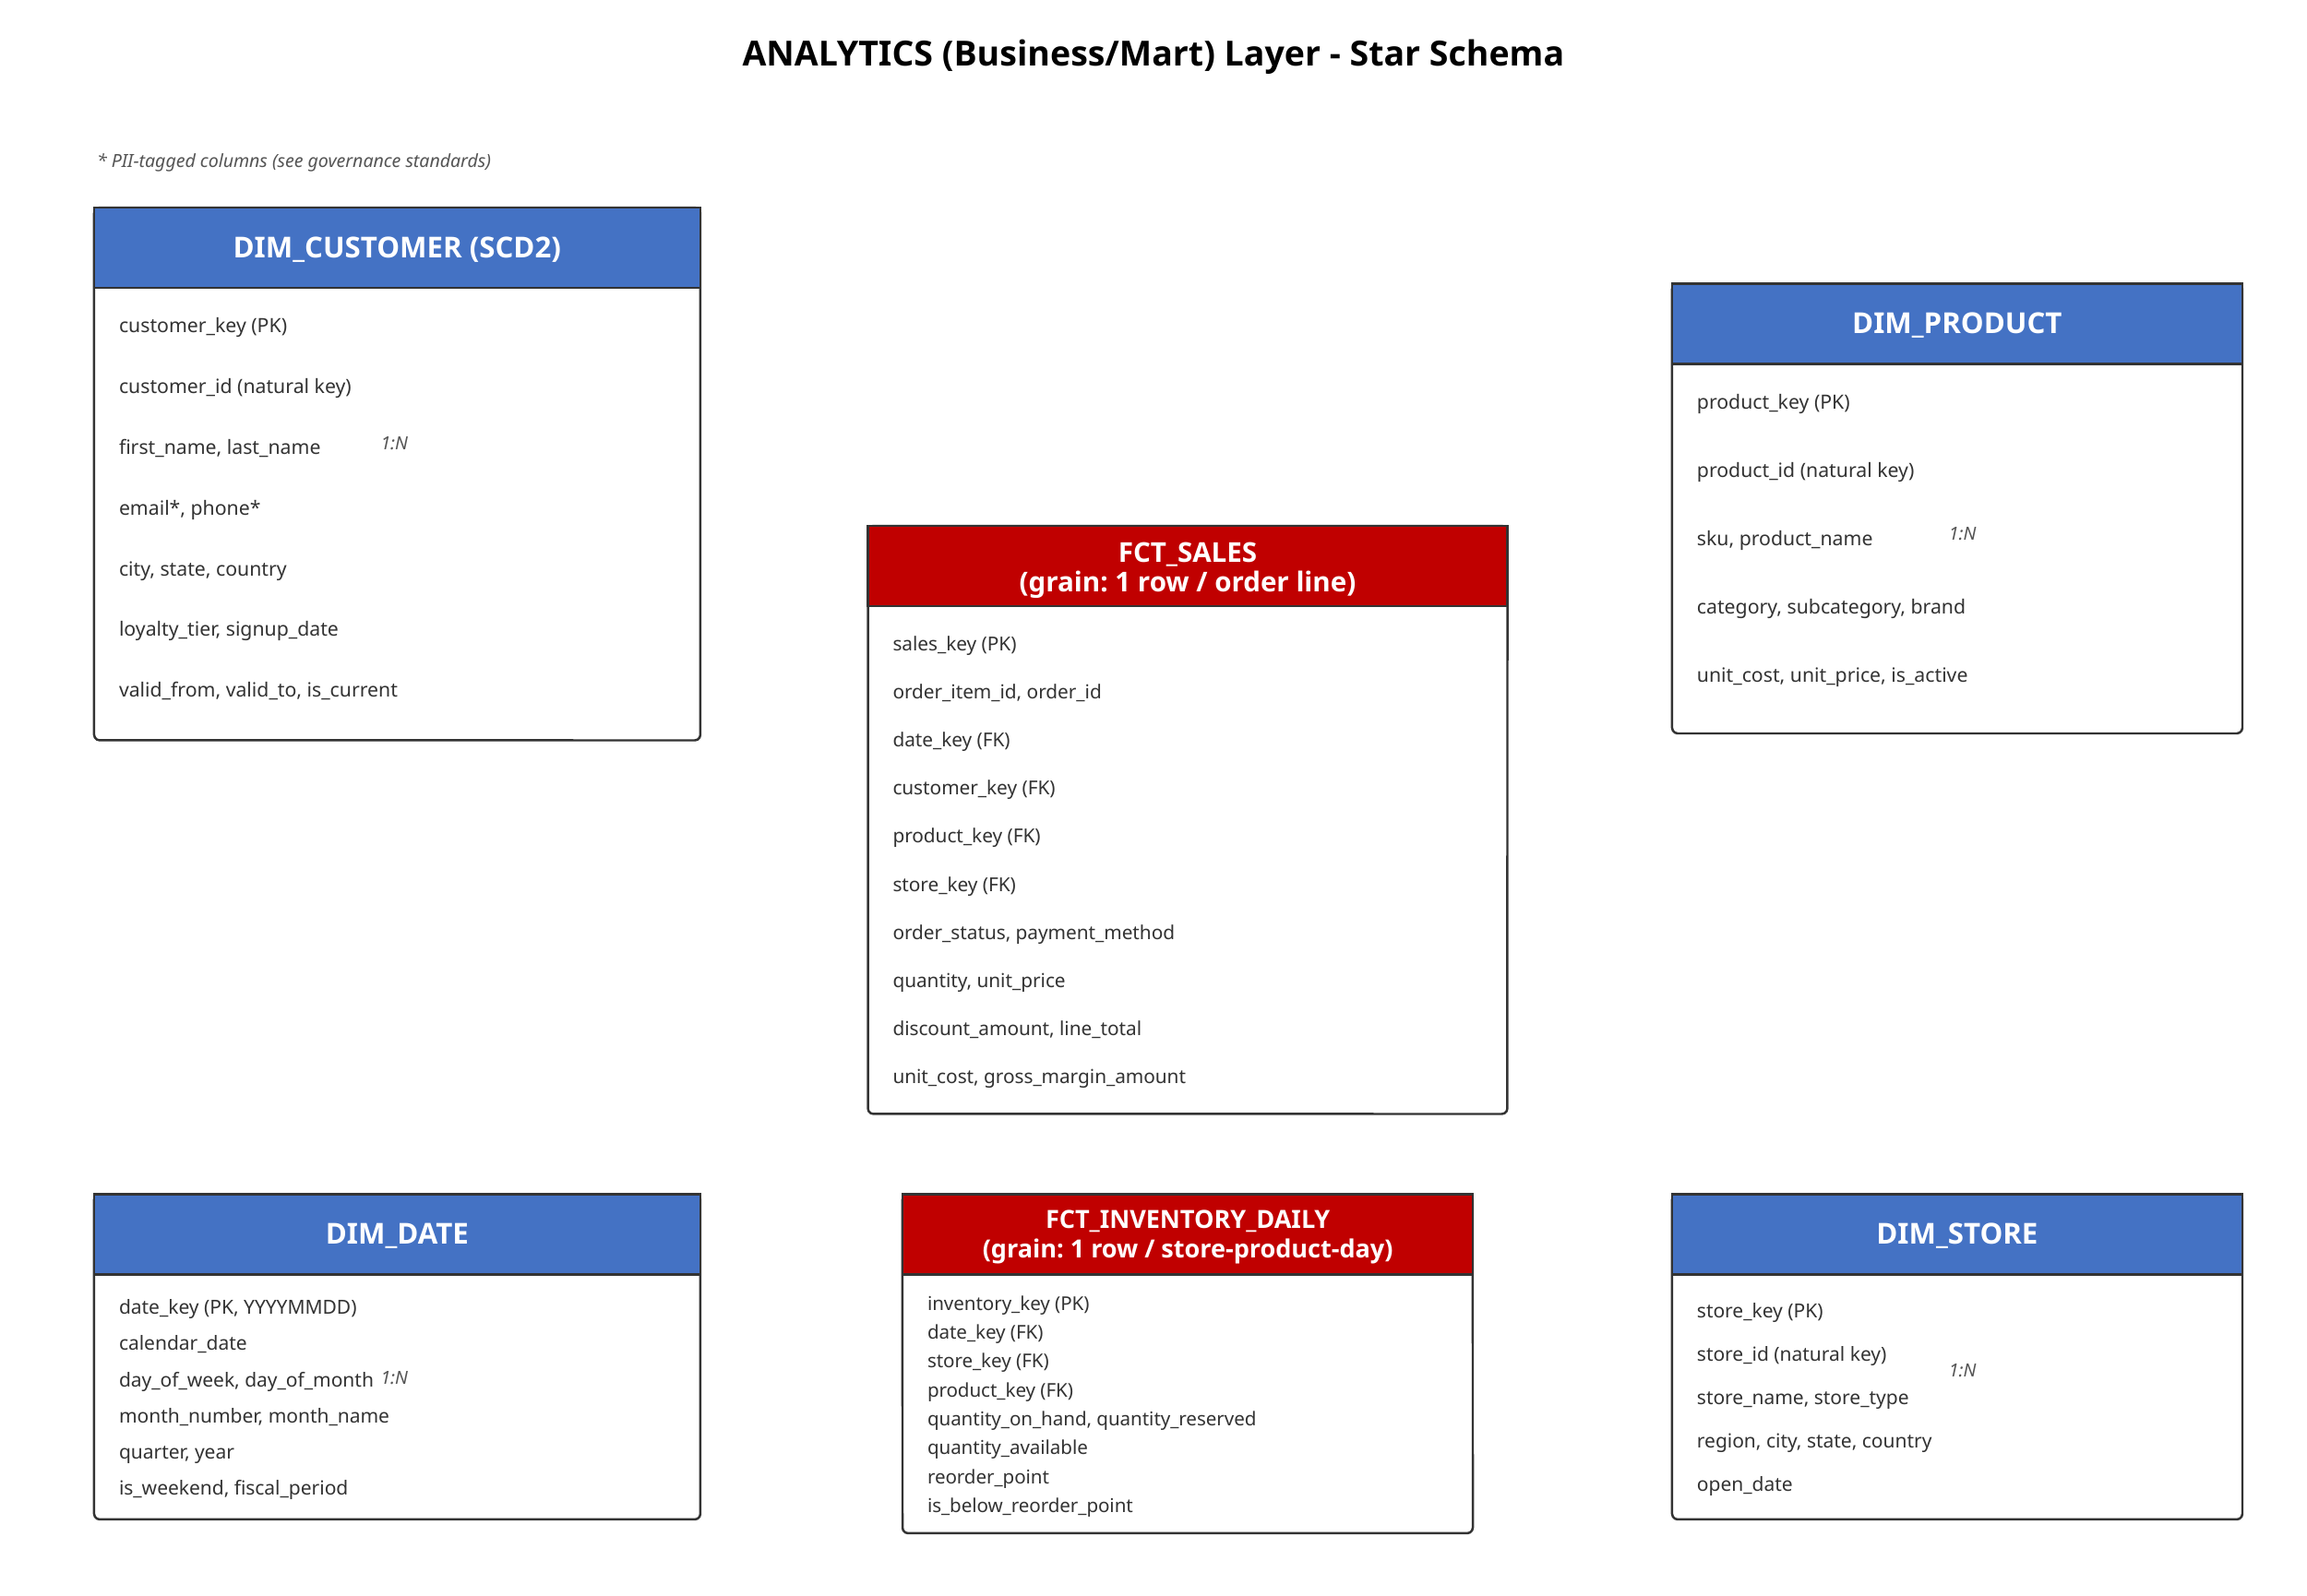 ANALYTICS (Business/Mart) Layer - Star Schema
* PII-tagged columns (see governance standards)
DIM_CUSTOMER (SCD2)
customer_key (PK)
customer_id (natural key)
first_name, last_name
1:N
email*, phone*
city, state, country
loyalty_tier, signup_date
valid_from, valid_to, is_current
DIM_PRODUCT
product_key (PK)
product_id (natural key)
sku, product_name
1:N
category, subcategory, brand
unit_cost, unit_price, is_active
FCT_SALES
(grain: 1 row / order line)
sales_key (PK)
order_item_id, order_id
date_key (FK)
customer_key (FK)
product_key (FK)
store_key (FK)
order_status, payment_method
quantity, unit_price
discount_amount, line_total
unit_cost, gross_margin_amount
DIM_DATE
date_key (PK, YYYYMMDD)
calendar_date
day_of_week, day_of_month
1:N
month_number, month_name
quarter, year
is_weekend, fiscal_period
FCT_INVENTORY_DAILY
(grain: 1 row / store-product-day)
inventory_key (PK)
date_key (FK)
store_key (FK)
product_key (FK)
quantity_on_hand, quantity_reserved
quantity_available
reorder_point
is_below_reorder_point
DIM_STORE
store_key (PK)
store_id (natural key)
1:N
store_name, store_type
region, city, state, country
open_date